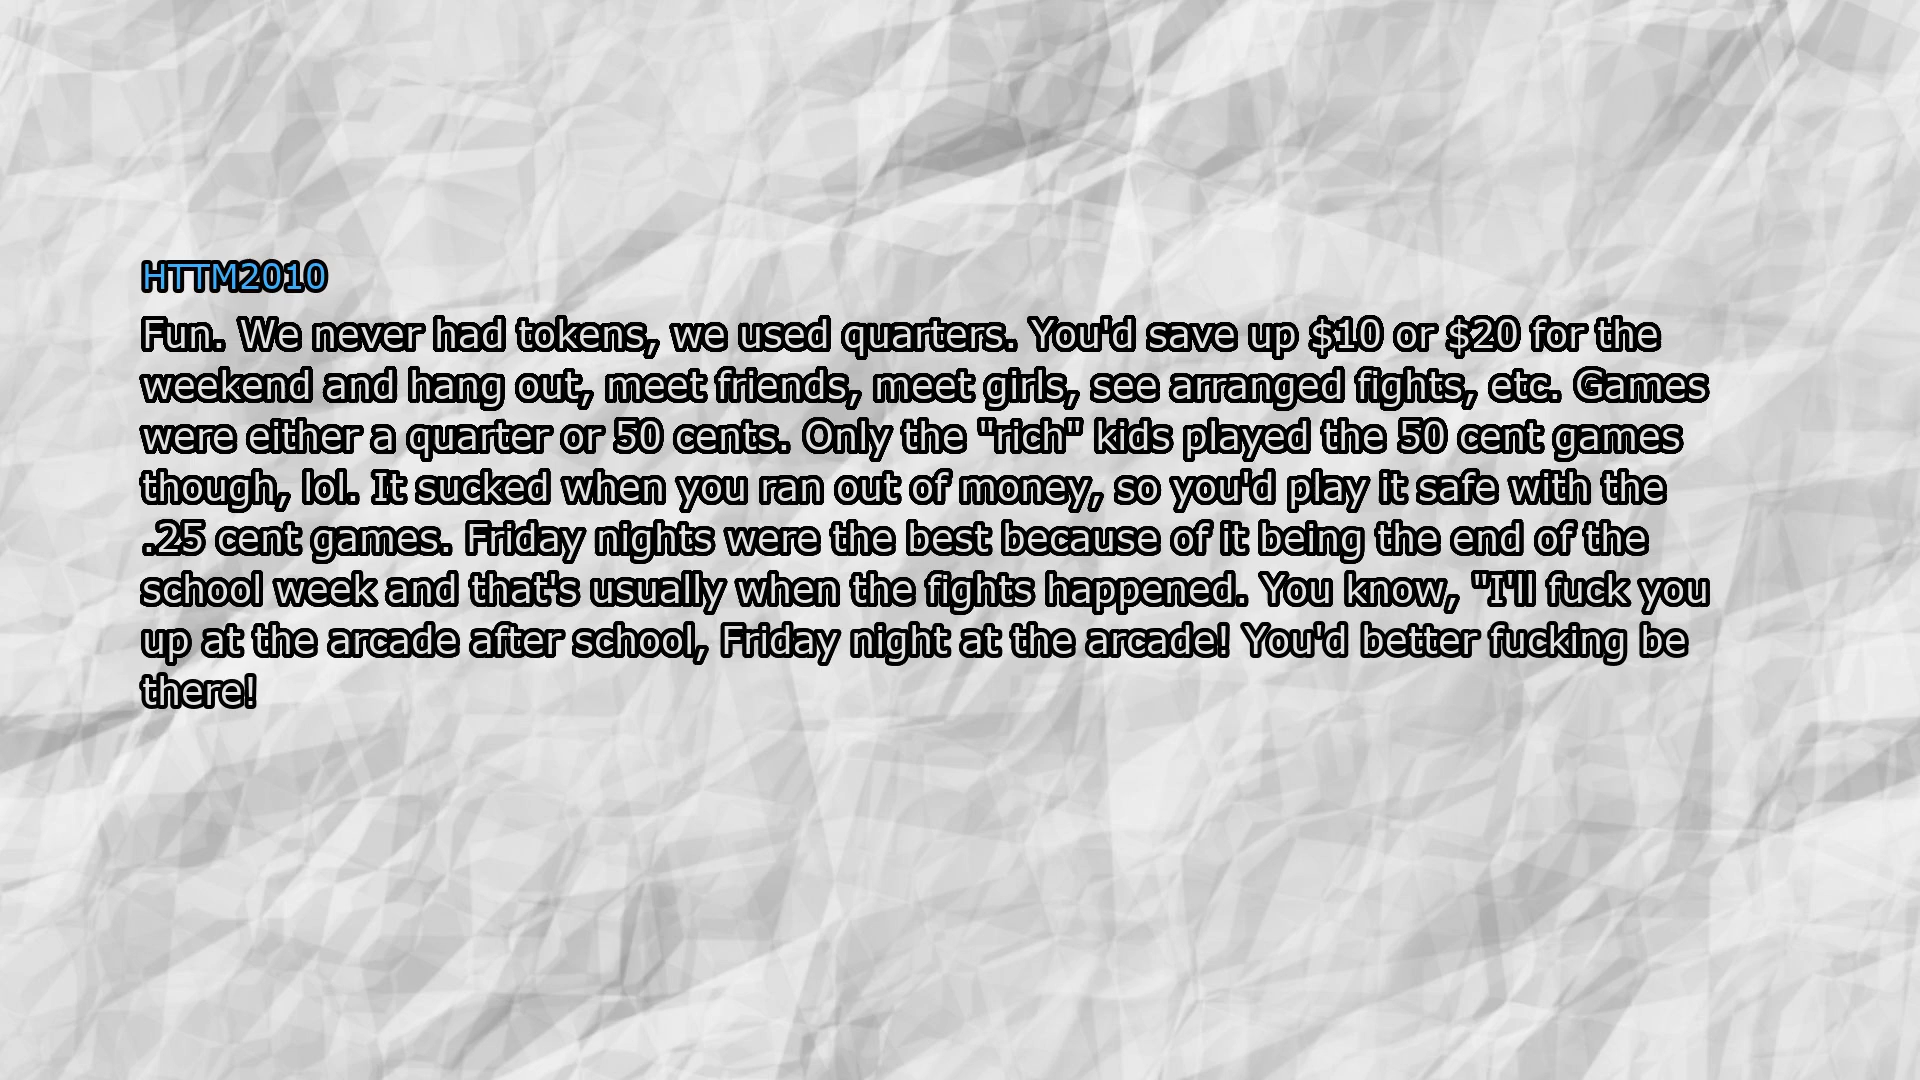 HTTM2010
Fun. We never had tokens, we used quarters. You'd save up $10 or $20 for the
weekend and hang out, meet friends, meet girls, see arranged fights, etc. Games
were either a quarter or 50 cents. Only the "rich" kids played the 50 cent games
though, lol. It sucked when you ran out of money, so you'd play it safe with the
.25 cent games. Friday nights were the best because of it being the end of the
school week and that's usually when the fights happened. You know, "I'll fuck you
up at the arcade after school, Friday night at the arcade! You'd better fucking be
there!